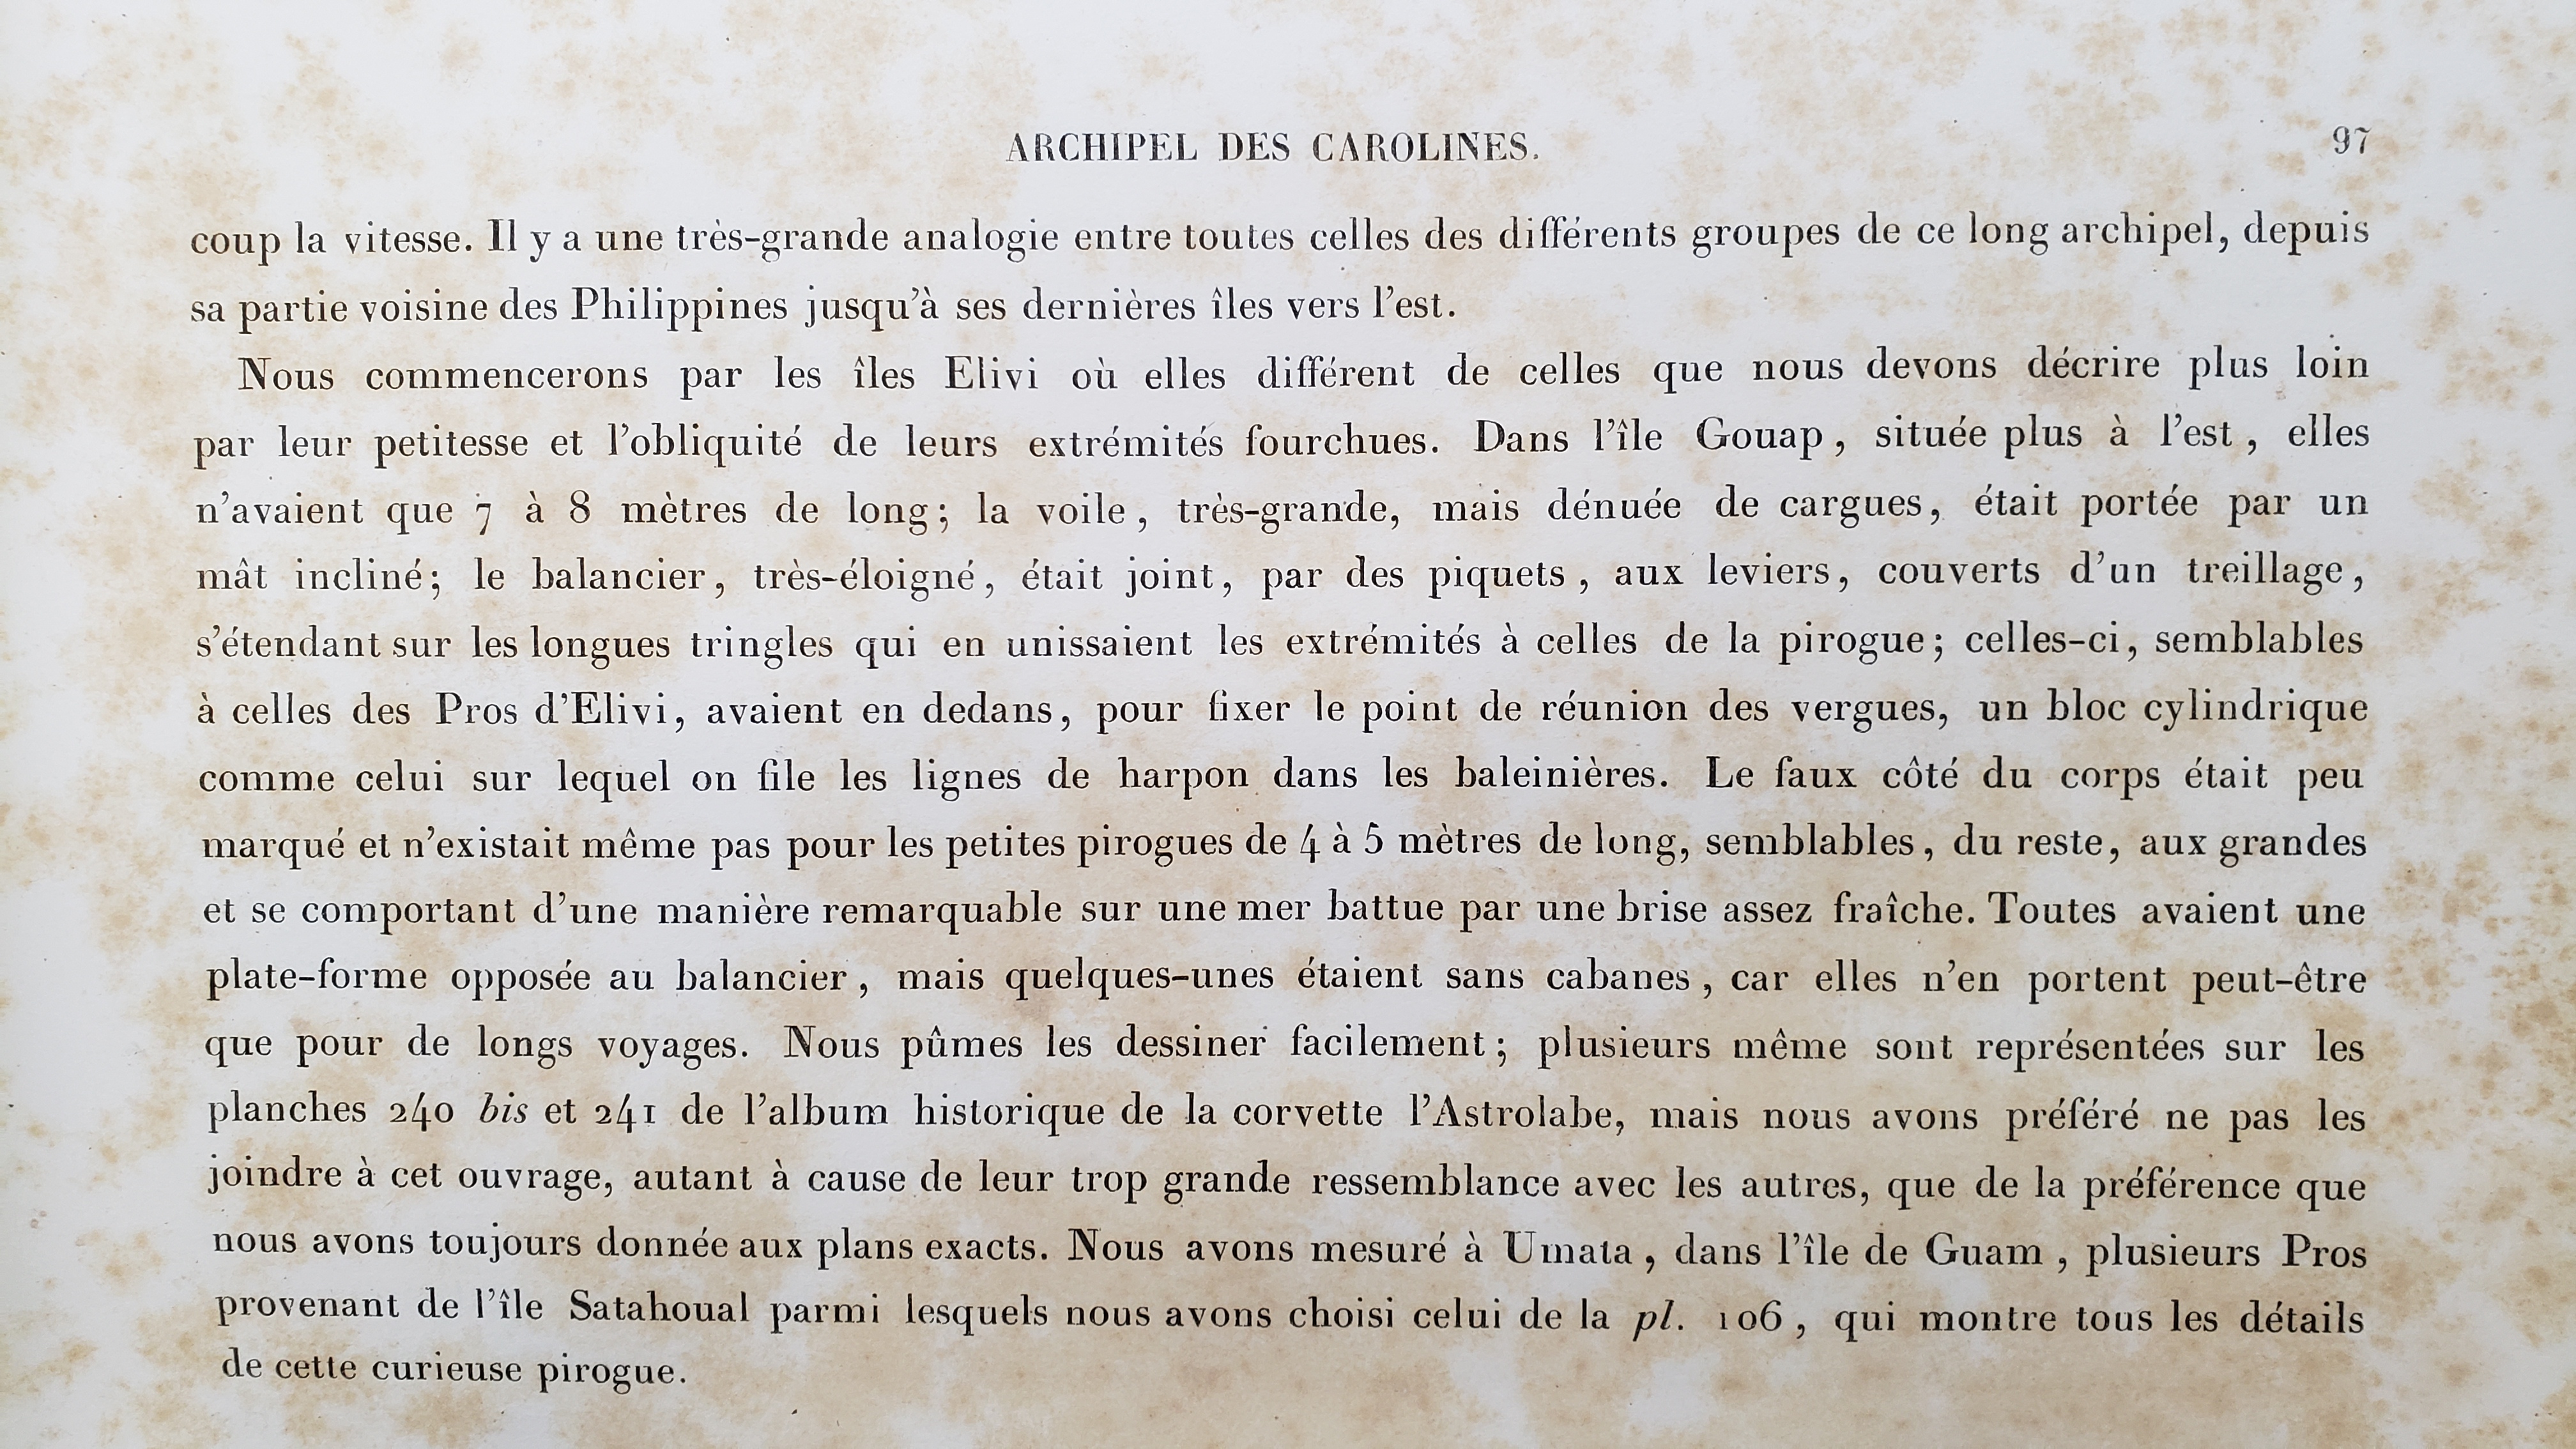 ARCHIPEL DES CAROLINES. 97
coup la vitesse. Il y a une très-grande analogie entre toutes celles des différents groupes de ce long archipel, depuis
sa partie voisine des Philippines jusqu'à ses dernières îles vers l'est.
Nous commencerons par les îles Elivi où elles différent de celles que nous devons décrire plus loin
par leur petitesse et l'obliquité de leurs extrémités fourchues. Dans l'île Gouap, située plus à l'est, elles
n'avaient que 7 à 8 mètres de long; la voile, très-grande, mais dénuée de cargues, était portée par un
mât incliné; le balancier, très-éloigné, était joint, par des piquets, aux leviers, couverts d'un treillage,
s'étendant sur les longues tringles qui en unissaient les extrémités à celles de la pirogue; celles-ci, semblables
à celles des Pros d'Elivi, avaient en dedans, pour fixer le point de réunion des vergues, un bloc cylindrique
comme celui sur lequel on file les lignes de harpon dans les baleinières. Le faux côté du corps était peu
marqué et n'existait même pas pour les petites pirogues de 4 à 5 mètres de long, semblables, du reste, aux grandes
et se comportant d'une manière remarquable sur une mer battue par une brise assez fraîche. Toutes avaient une
plate-forme opposée au balancier, mais quelques-unes étaient sans cabanes, car elles n'en portent peut-être
que pour de longs voyages. Nous pûmes les dessiner facilement; plusieurs même sont représentées sur les
planches 240 bis et 241 de l'album historique de la corvette l'Astrolabe, mais nous avons préféré ne pas les
joindre à cet ouvrage, autant à cause de leur trop grande ressemblance avec les autres, que de la préférence que
nous avons toujours donnée aux plans exacts. Nous avons mesuré à Umata, dans l'île de Guam, plusieurs Pros
provenant de l'île Satahoual parmi lesquels nous avons choisi celui de la pl. 106, qui montre tous les détails
de cette curieuse pirogue.